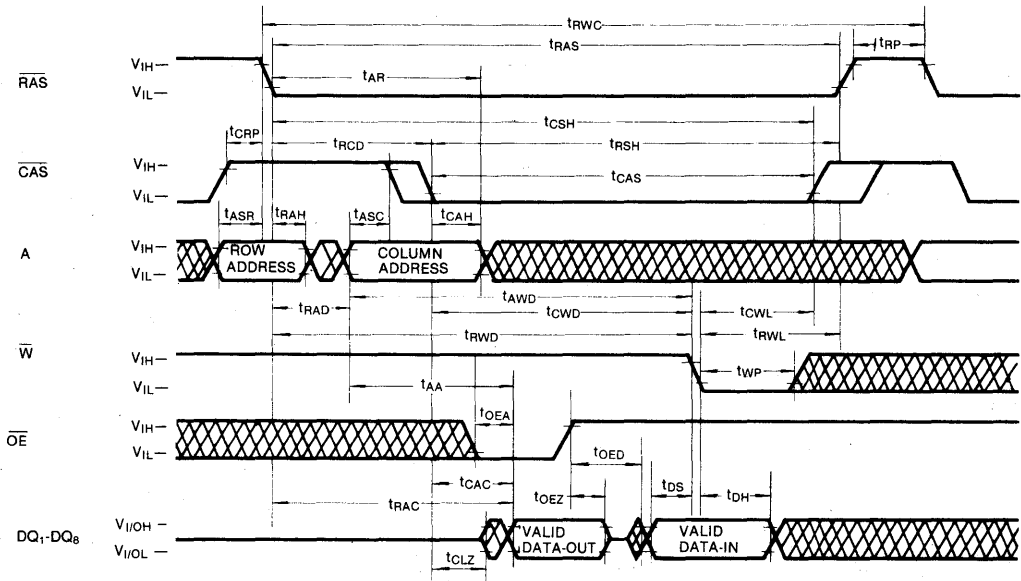 tRWC
tRAS
tRP
tAR
RAS
VIH
VIL
tCSH
tCRP
tRCD
tRSH
CAS
VIH
VIL
tCAS
tASR
tRAH
tASC
tCAH
A
VIH
VIL
ROW
ADDRESS
COLUMN
ADDRESS
tRAD
tAWD
tCWD
tCWL
tRWD
tRWL
W
VIH
VIL
tAA
tWP
tOEA
OE
VIH
VIL
tOED
tCAC
tRAC
tOEZ
tDS
tDH
DQ1-DQ8
VI/OH
VI/OL
VALID
DATA-OUT
VALID
DATA-IN
tCLZ